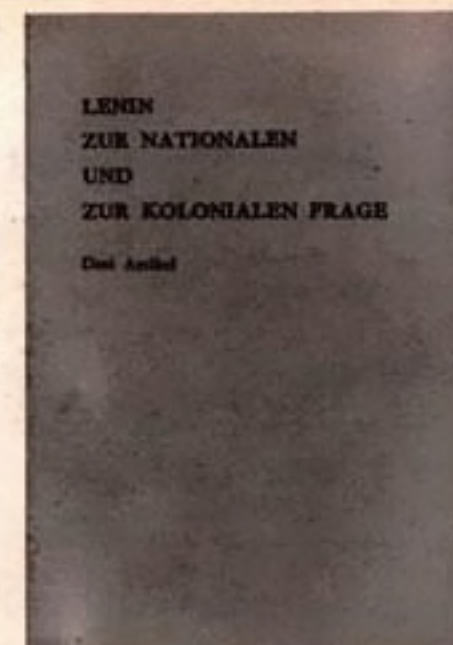 LENIN
ZUR NATIONALEN
UND
ZUR KOLONIALEN FRAGE
Drei Artikel